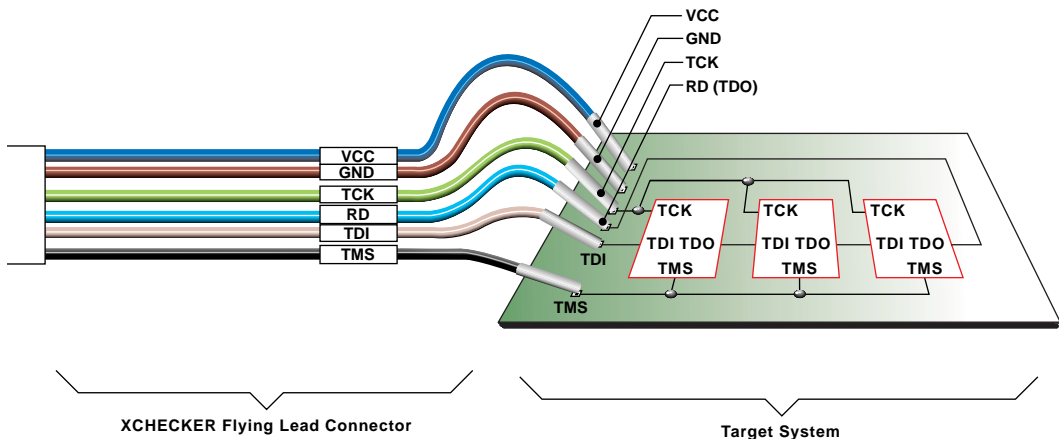 VCC
GND
TCK
RD (TDO)
VCC
GND
TCK
RD
TDI
TMS
TCK
TCK
TCK
TDI TDO
TDI TDO
TDI TDO
TMS
TMS
TMS
TDI
TMS
XCHECKER Flying Lead Connector
Target System